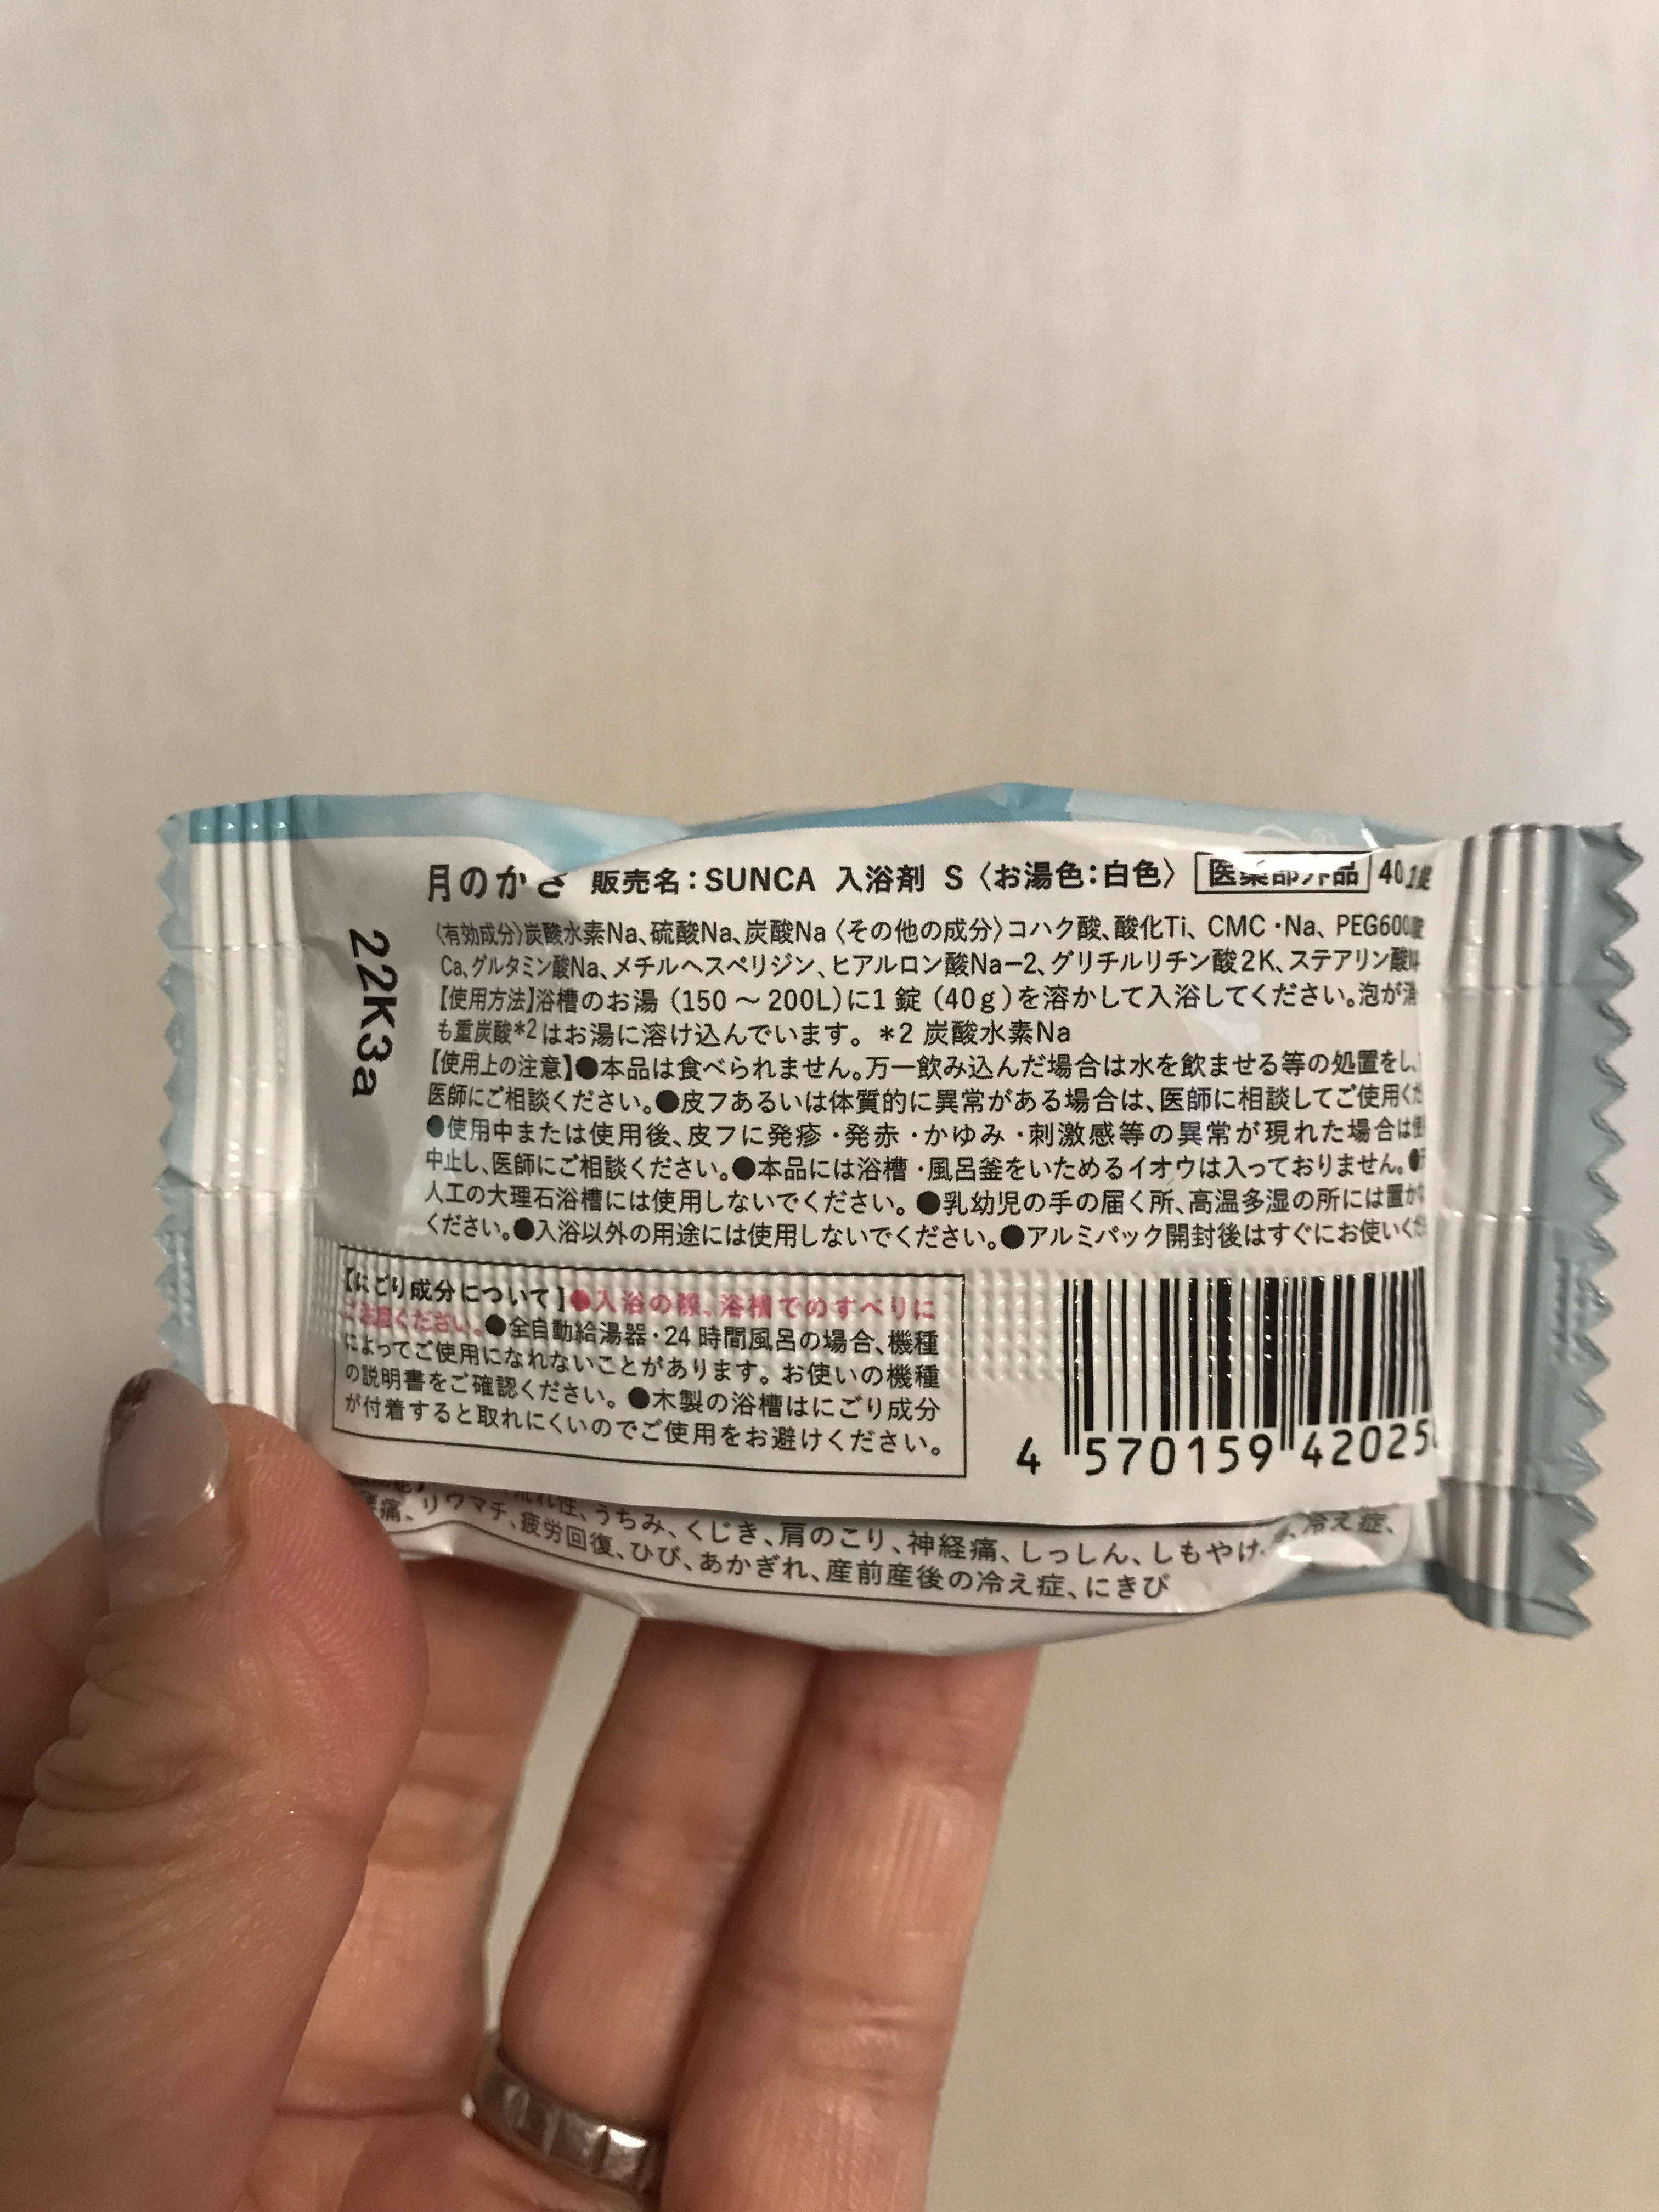 月のかさ 販売名：SUNCA 入浴剤 S〈お湯色：白色〉 医薬部外品 40 1錠
22K3a
〈有効成分〉炭酸水素Na、硫酸Na、炭酸Na〈その他の成分〉コハク酸、酸化Ti、CMC・Na、PEG600
Ca、グルタミン酸Na、メチルヘスペリジン、ヒアルロン酸Na－2、グリチルリチン酸2K、ステアリン酸
【使用方法】浴槽のお湯（150～200L）に1錠（40g）を溶かして入浴してください。泡が消
も重炭酸*2はお湯に溶け込んでいます。*2 炭酸水素Na
【使用上の注意】●本品は食べられません。万一飲み込んだ場合は水を飲ませる等の処置をし、
医師にご相談ください。●皮フあるいは体質的に異常がある場合は、医師に相談してご使用くだ
●使用中または使用後、皮フに発疹・発赤・かゆみ・刺激感等の異常が現れた場合は使
中止し、医師にご相談ください。●本品には浴槽・風呂釜をいためるイオウは入っておりません。●
人工の大理石浴槽には使用しないでください。●乳幼児の手の届く所、高温多湿の所には置かな
ください。●入浴以外の用途には使用しないでください。●アルミパック開封後はすぐにお使いくだ
【にごり成分について】●入浴の際、浴槽でのすべりに
ご注意ください。●全自動給湯器・24時間風呂の場合、機種
によってご使用になれないことがあります。お使いの機種
の説明書をご確認ください。●木製の浴槽はにごり成分
が付着すると取れにくいのでご使用をお避けください。
4 570159 42025
荒れ性、うちみ、くじき、肩のこり、神経痛、しっしん、しもやけ、冷え症、
腰痛、リウマチ、疲労回復、ひび、あかぎれ、産前産後の冷え症、にきび